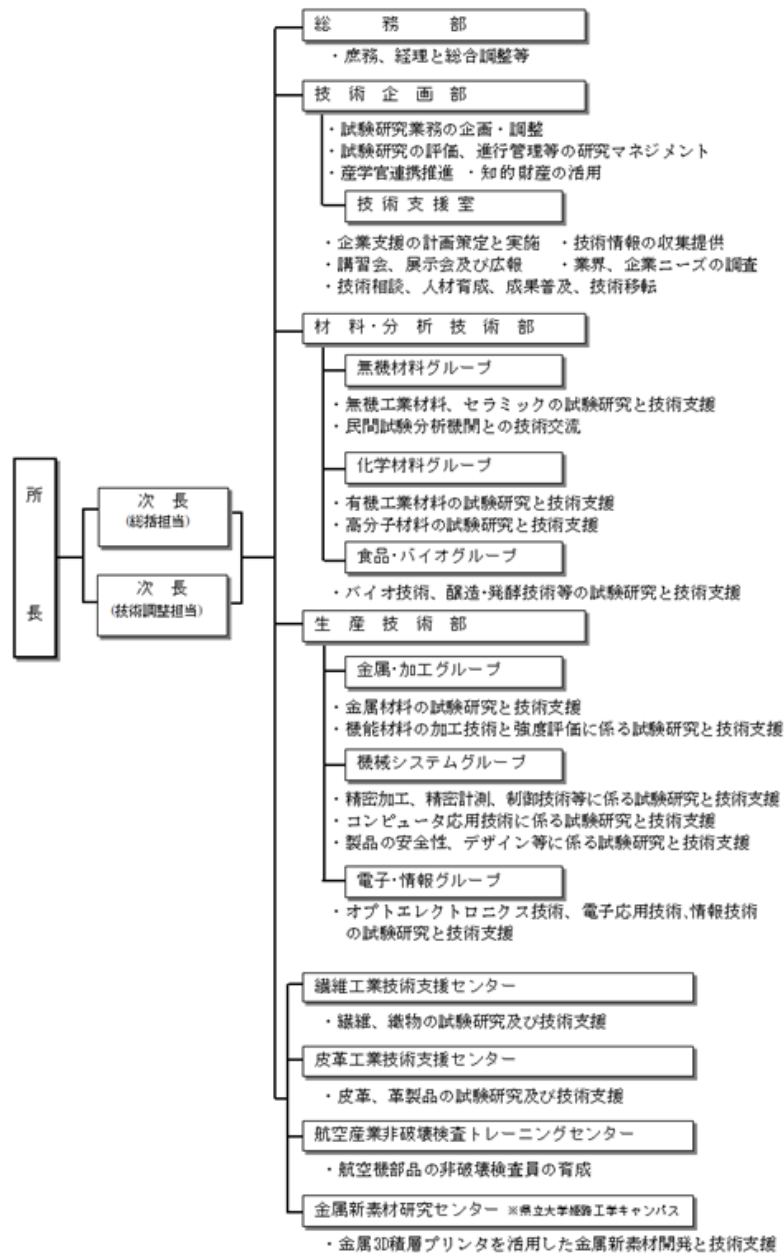 総務部
・庶務、経理と総合調整等
技術企画部
・試験研究業務の企画・調整
・試験研究の評価、進行管理等の研究マネジメント
・産学官連携推進 ・知的財産の活用
技術支援室
・企業支援の計画策定と実施 ・技術情報の収集提供
・講習会、展示会及び広報 ・業界、企業ニーズの調査
・技術相談、人材育成、成果普及、技術移転
材料・分析技術部
無機材料グループ
・無機工業材料、セラミックの試験研究と技術支援
・民間試験分析機関との技術交流
化学材料グループ
・有機工業材料の試験研究と技術支援
・高分子材料の試験研究と技術支援
食品・バイオグループ
・バイオ技術、醸造・発酵技術等の試験研究と技術支援
所長
次長
(総括担当)
次長
(技術調整担当)
生産技術部
金属・加工グループ
・金属材料の試験研究と技術支援
・機能材料の加工技術と強度評価に係る試験研究と技術支援
機械システムグループ
・精密加工、精密計測、制御技術等に係る試験研究と技術支援
・コンピュータ応用技術に係る試験研究と技術支援
・製品の安全性、デザイン等に係る試験研究と技術支援
電子・情報グループ
・オプトエレクトロニクス技術、電子応用技術、情報技術
の試験研究と技術支援
繊維工業技術支援センター
・繊維、織物の試験研究及び技術支援
皮革工業技術支援センター
・皮革、革製品の試験研究及び技術支援
航空産業非破壊検査トレーニングセンター
・航空機部品の非破壊検査員の育成
金属新素材研究センター ※県立大学姫路工学キャンパス
・金属3D積層プリンタを活用した金属新素材開発と技術支援